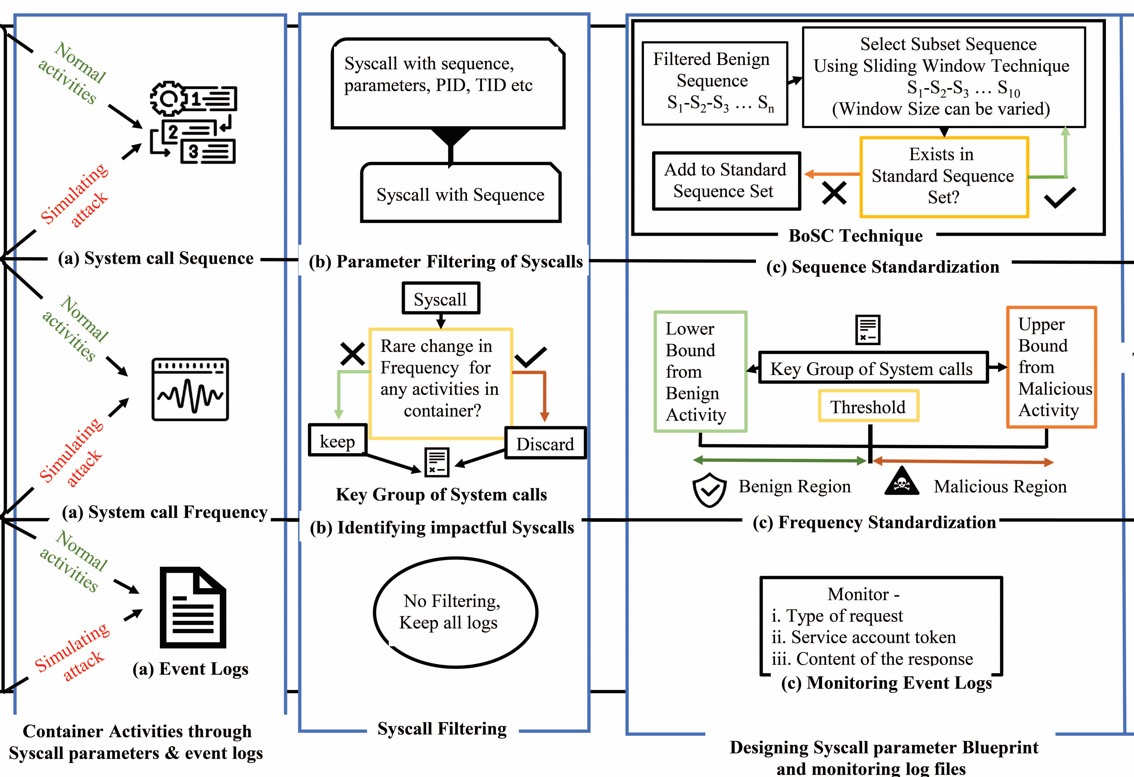 Normal
activities
Simulating
attack
(a) System call Sequence
Syscall with sequence,
parameters, PID, TID etc
Syscall with Sequence
(b) Parameter Filtering of Syscalls
Filtered Benign
Sequence
S1-S2-S3 … Sn
Select Subset Sequence
Using Sliding Window Technique
S1-S2-S3 … S10
(Window Size can be varied)
Add to Standard
Sequence Set
Exists in
Standard Sequence
Set?
BoSC Technique
(c) Sequence Standardization
Normal
activities
Simulating
attack
(a) System call Frequency
Syscall
Rare change in
Frequency for
any activities in
container?
keep
Discard
Key Group of System calls
(b) Identifying impactful Syscalls
Lower
Bound
from
Benign
Activity
Key Group of System calls
Threshold
Upper
Bound
from
Malicious
Activity
Benign Region
Malicious Region
(c) Frequency Standardization
Normal
activities
Simulating
attack
(a) Event Logs
No Filtering,
Keep all logs
Monitor -
i. Type of request
ii. Service account token
iii. Content of the response
(c) Monitoring Event Logs
Container Activities through
Syscall parameters & event logs
Syscall Filtering
Designing Syscall parameter Blueprint
and monitoring log files